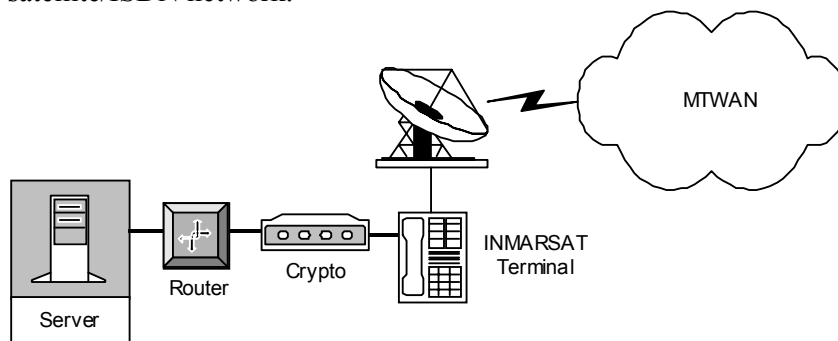 satellite/ISDN network.
MTWAN
INMARSAT
Terminal
Crypto
Router
Server